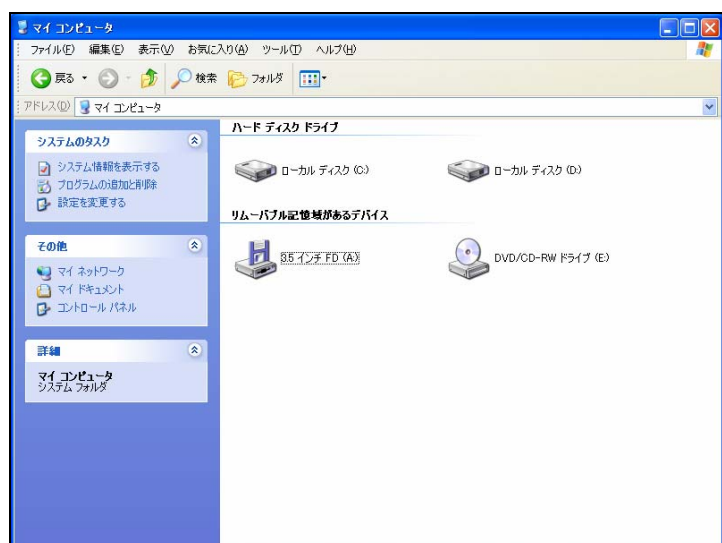 マイ コンピュータ
ファイル(F) 編集(E) 表示(V) お気に入り(A) ツール(T) ヘルプ(H)
戻る 検索 フォルダ
アドレス(D) マイ コンピュータ
システムのタスク
システム情報を表示する
プログラムの追加と削除
設定を変更する
その他
マイ ネットワーク
マイ ドキュメント
コントロール パネル
詳細
マイ コンピュータ
システム フォルダ
ハード ディスク ドライブ
ローカル ディスク (C:) ローカル ディスク (D:)
リムーバブル記憶域があるデバイス
3.5 インチ FD (A:) DVD/CD-RW ドライブ (E:)